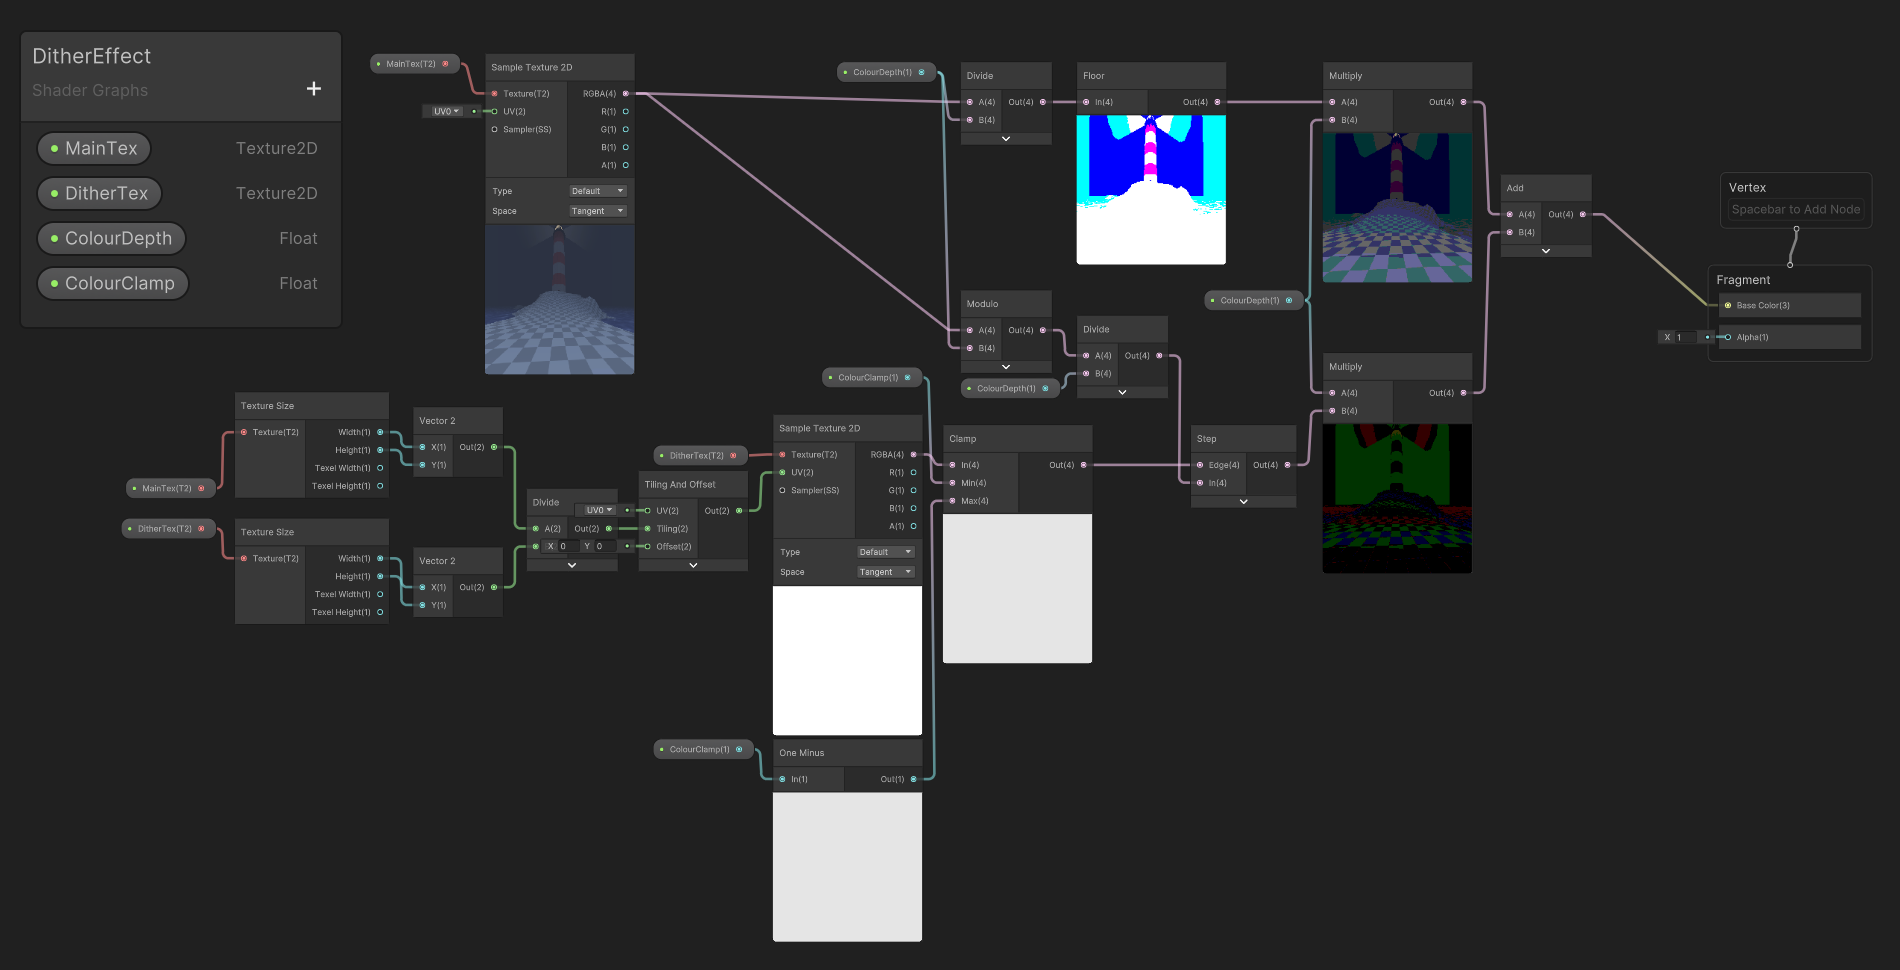 DitherEffect
Shader Graphs
+
MainTex Texture2D
DitherTex Texture2D
ColourDepth Float
ColourClamp Float
MainTex(T2)
Sample Texture 2D
Texture(T2) RGBA(4)
UV0 UV(2) R(1)
Sampler(SS) G(1)
B(1)
A(1)
Type Default
Space Tangent
ColourDepth(1)
Divide
A(4) Out(4)
B(4)
Floor
In(4) Out(4)
Multiply
A(4) Out(4)
B(4)
Add
A(4) Out(4)
B(4)
Vertex
Spacebar to Add Node
Fragment
Base Color(3)
X 1 Alpha(1)
ColourDepth(1)
Modulo
A(4) Out(4)
B(4)
Divide
A(4) Out(4)
B(4)
ColourDepth(1)
ColourClamp(1)
Multiply
A(4) Out(4)
B(4)
Texture Size
Texture(T2) Width(1)
Height(1)
Texel Width(1)
Texel Height(1)
MainTex(T2)
Vector 2
X(1) Out(2)
Y(1)
DitherTex(T2)
Texture Size
Texture(T2) Width(1)
Height(1)
Texel Width(1)
Texel Height(1)
Vector 2
X(1) Out(2)
Y(1)
Divide
A(2) Out(2)
UV0
X 0 Y 0
Tiling And Offset
UV(2) Out(2)
Tiling(2)
Offset(2)
DitherTex(T2)
Sample Texture 2D
Texture(T2) RGBA(4)
UV(2) R(1)
Sampler(SS) G(1)
B(1)
A(1)
Type Default
Space Tangent
Clamp
In(4) Out(4)
Min(4)
Max(4)
Step
Edge(4) Out(4)
In(4)
ColourClamp(1)
One Minus
In(1) Out(1)